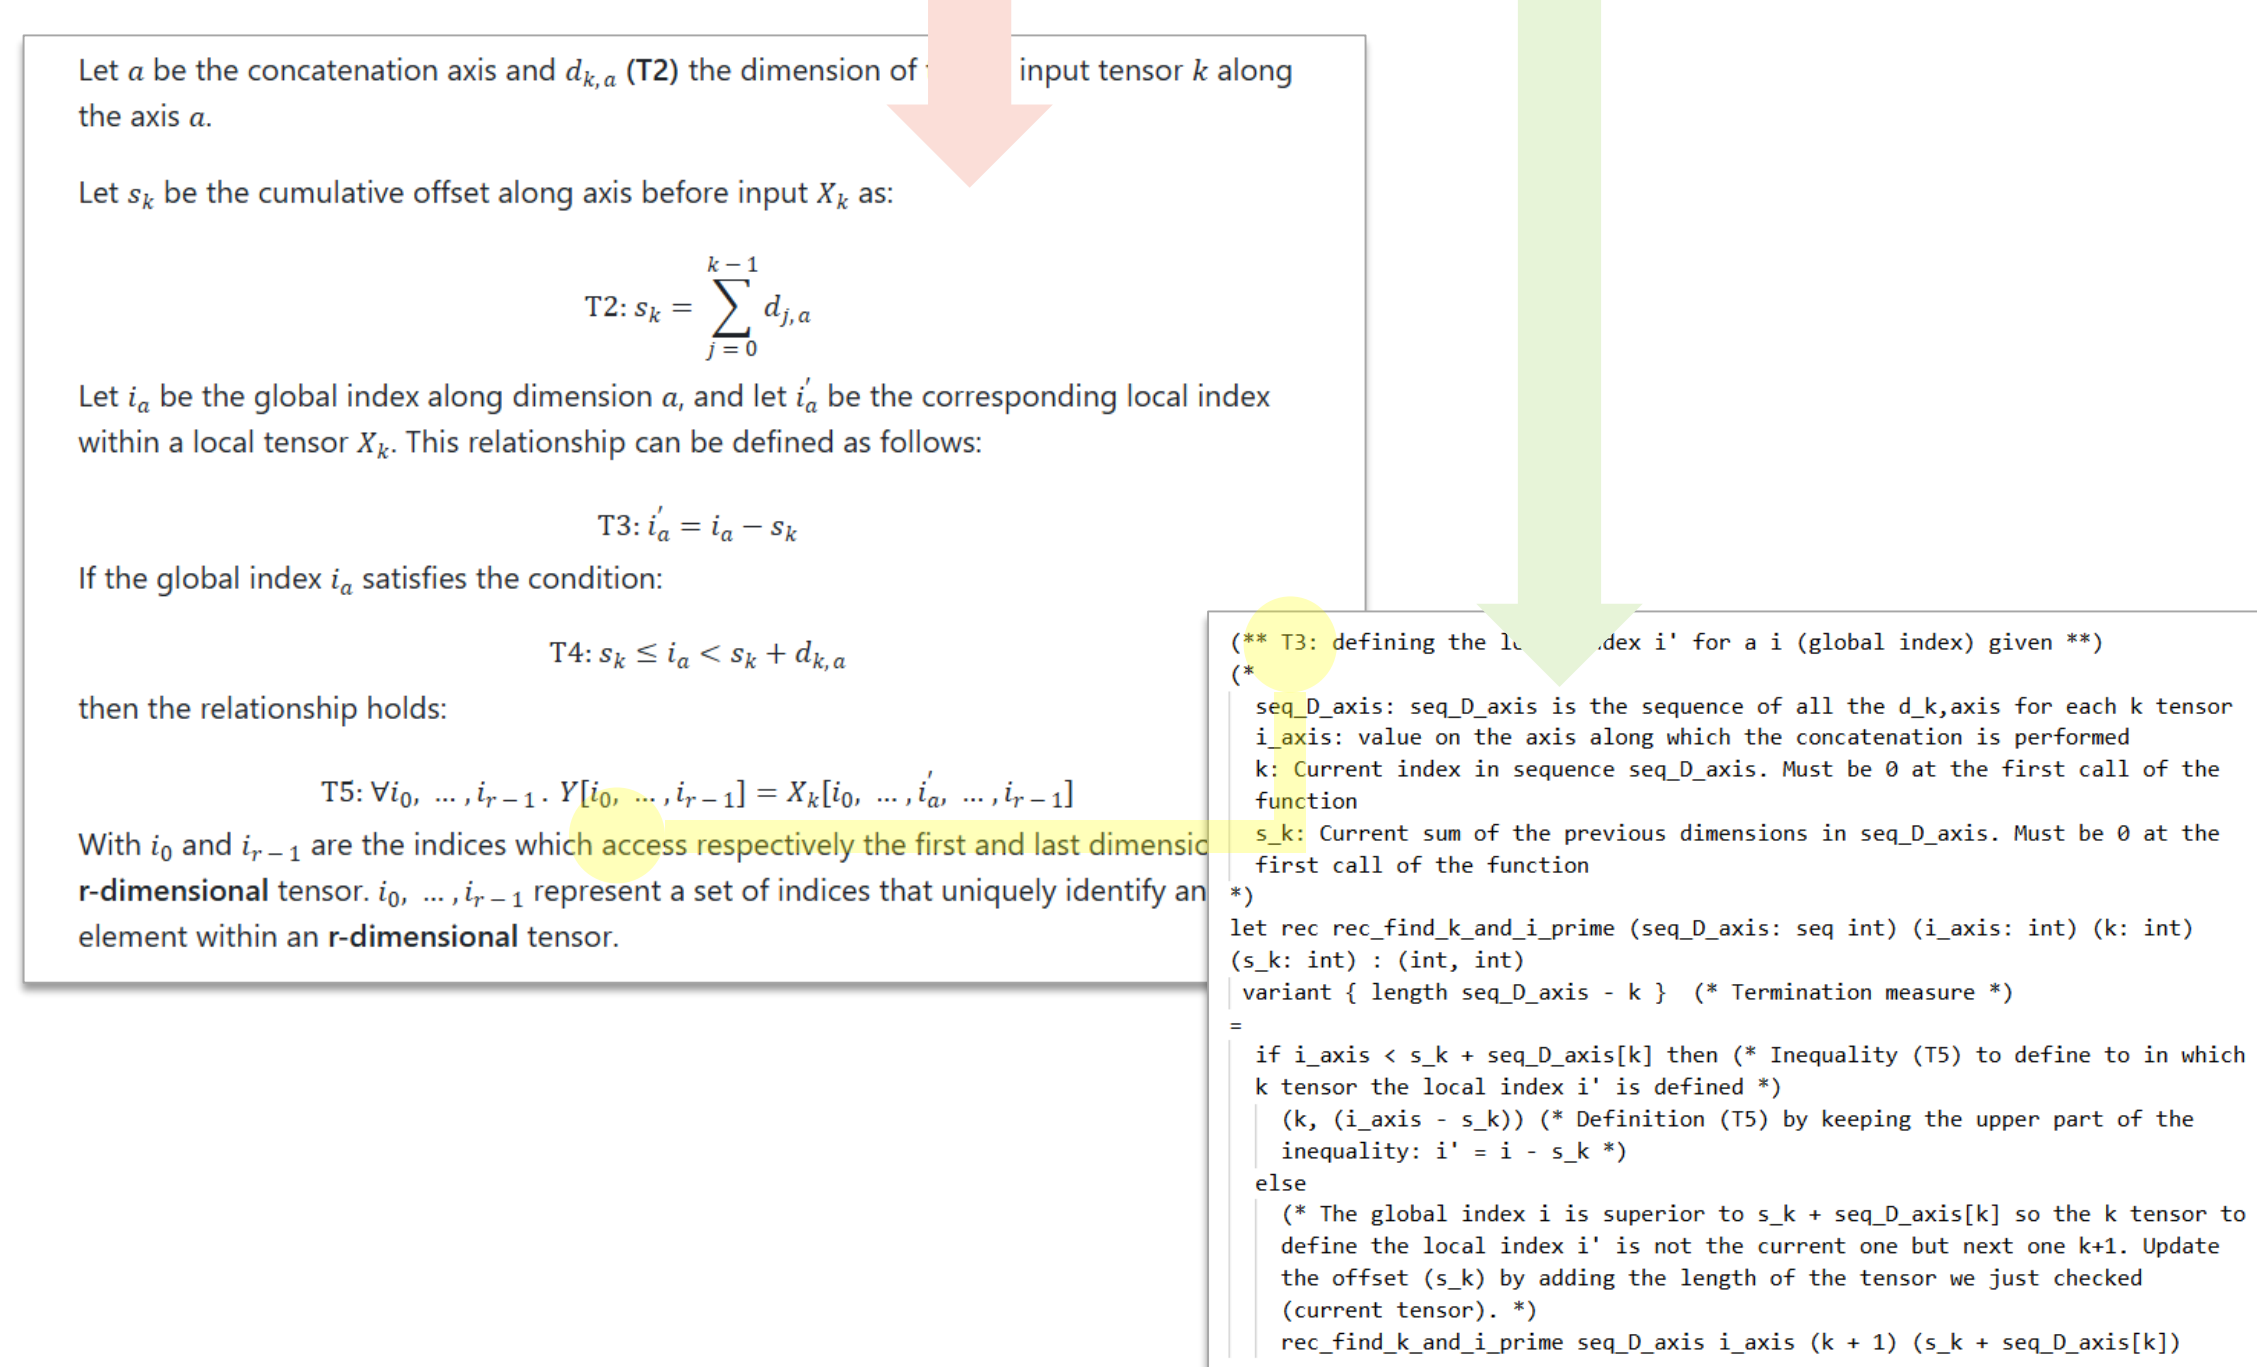 Let a be the concatenation axis and d_{k,a} (T2) the dimension of input tensor k along
the axis a.
Let s_k be the cumulative offset along axis before input X_k as:
T2: s_k = \sum_{j=0}^{k-1} d_{j,a}
Let i_a be the global index along dimension a, and let i'_a be the corresponding local index
within a local tensor X_k. This relationship can be defined as follows:
T3: i'_a = i_a − s_k
If the global index i_a satisfies the condition:
T4: s_k ≤ i_a < s_k + d_{k,a}
then the relationship holds:
T5: ∀i_0, … , i_{r−1}. Y[i_0, … , i_{r−1}] = X_k[i_0, … , i'_a, … , i_{r−1}]
With i_0 and i_{r−1} are the indices which access respectively the first and last
r-dimensional tensor. i_0, … , i_{r−1} represent a set of indices that uniquely identify an
element within an r-dimensional tensor.
(** T3: defining the i' for a i (global index) given **)
(*
seq_D_axis: seq_D_axis is the sequence of all the d_k,axis for each k tensor
i_axis: value on the axis along which the concatenation is performed
k: Current index in sequence seq_D_axis. Must be 0 at the first call of the
function
s_k: Current sum of the previous dimensions in seq_D_axis. Must be 0 at the
first call of the function
*)
let rec rec_find_k_and_i_prime (seq_D_axis: seq int) (i_axis: int) (k: int)
(s_k: int) : (int, int)
variant { length seq_D_axis - k } (* Termination measure *)
=
if i_axis < s_k + seq_D_axis[k] then (* Inequality (T5) to define to in which
k tensor the local index i' is defined *)
(k, (i_axis - s_k)) (* Definition (T5) by keeping the upper part of the
inequality: i' = i - s_k *)
else
(* The global index i is superior to s_k + seq_D_axis[k] so the k tensor to
define the local index i' is not the current one but next one k+1. Update
the offset (s_k) by adding the length of the tensor we just checked
(current tensor). *)
rec_find_k_and_i_prime seq_D_axis i_axis (k + 1) (s_k + seq_D_axis[k])